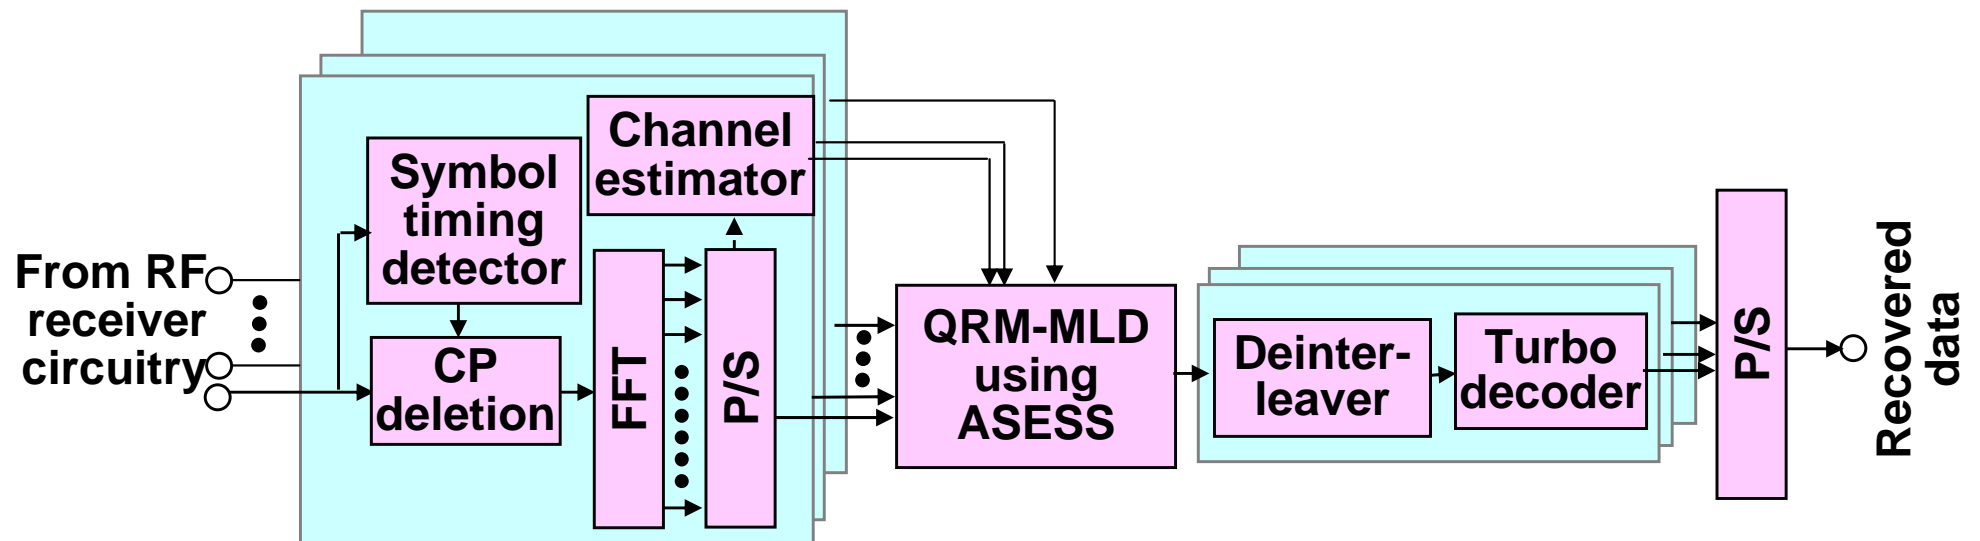 From RF
receiver
circuitry
Symbol
timing
detector
CP
deletion
FFT
P/S
Channel
estimator
QRM-MLD
using
ASESS
Deinter-
leaver
Turbo
decoder
P/S
Recovered
data